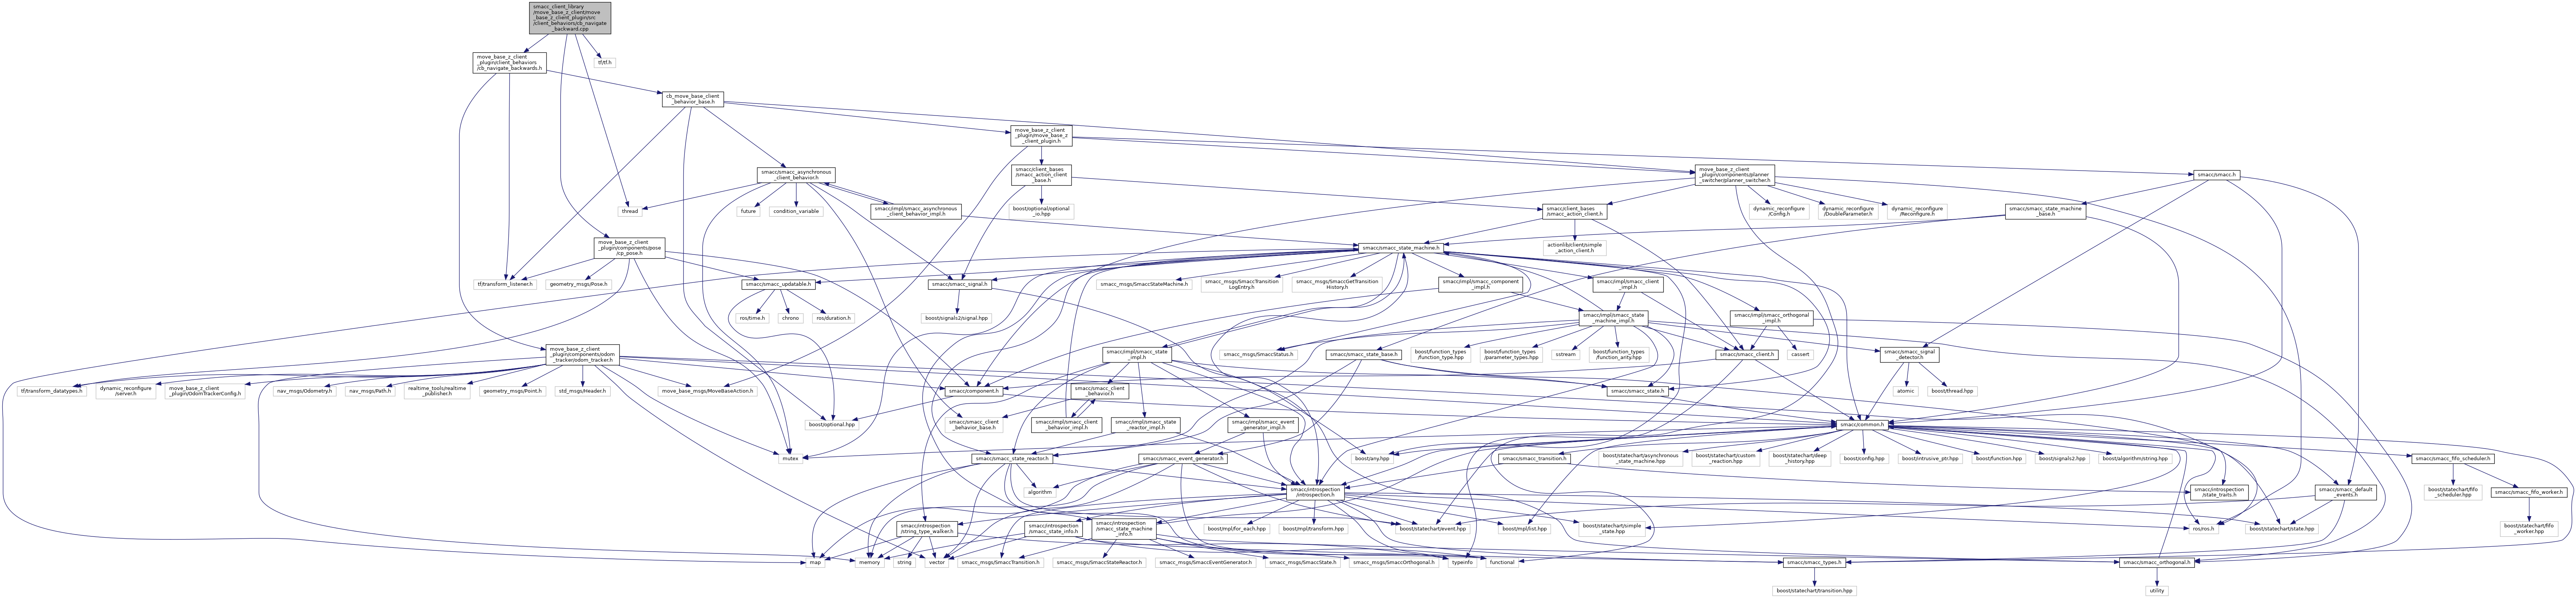 smacc_client_library
/move_base_z_client/move
_base_z_client_plugin/src
/client_behaviors/cb_navigate
_backward.cpp
move_base_z_client
_plugin/client_behaviors
/cb_navigate_backwards.h
tf/tf.h
cb_move_base_client
_behavior_base.h
move_base_z_client
_plugin/move_base_z
_client_plugin.h
smacc/smacc_asynchronous
_client_behavior.h
smacc/client_bases
/smacc_action_client
_base.h
move_base_z_client
_plugin/components/planner
_switcher/planner_switcher.h
smacc/smacc.h
thread
future
condition_variable
smacc/impl/smacc_asynchronous
_client_behavior_impl.h
boost/optional/optional
_io.hpp
smacc/client_bases
/smacc_action_client.h
dynamic_reconfigure
/Config.h
dynamic_reconfigure
/DoubleParameter.h
dynamic_reconfigure
/Reconfigure.h
smacc/smacc_state_machine
_base.h
move_base_z_client
_plugin/components/pose
/cp_pose.h
smacc/smacc_state_machine.h
actionlib/client/simple
_action_client.h
tf/transform_listener.h
geometry_msgs/Pose.h
smacc/smacc_updatable.h
smacc/smacc_signal.h
smacc_msgs/SmaccStateMachine.h
smacc_msgs/SmaccTransition
LogEntry.h
smacc_msgs/SmaccGetTransition
History.h
smacc/impl/smacc_component
_impl.h
smacc/impl/smacc_client
_impl.h
ros/time.h
chrono
ros/duration.h
boost/signals2/signal.hpp
smacc/impl/smacc_state
_machine_impl.h
smacc/impl/smacc_orthogonal
_impl.h
move_base_z_client
_plugin/components/odom
_tracker/odom_tracker.h
smacc/impl/smacc_state
_impl.h
smacc_msgs/SmaccStatus.h
smacc/smacc_state_base.h
boost/function_types
/function_type.hpp
boost/function_types
/parameter_types.hpp
sstream
boost/function_types
/function_arity.hpp
smacc/smacc_client.h
cassert
smacc/smacc_signal
_detector.h
tf/transform_datatypes.h
dynamic_reconfigure
/server.h
move_base_z_client
_plugin/OdomTrackerConfig.h
nav_msgs/Odometry.h
nav_msgs/Path.h
realtime_tools/realtime
_publisher.h
geometry_msgs/Point.h
std_msgs/Header.h
move_base_msgs/MoveBaseAction.h
smacc/component.h
smacc/smacc_client
_behavior.h
smacc/smacc_state.h
atomic
boost/thread.hpp
boost/optional.hpp
smacc/smacc_client
_behavior_base.h
smacc/impl/smacc_client
_behavior_impl.h
smacc/impl/smacc_state
_reactor_impl.h
smacc/impl/smacc_event
_generator_impl.h
smacc/common.h
mutex
smacc/smacc_state_reactor.h
smacc/smacc_event_generator.h
boost/any.hpp
smacc/smacc_transition.h
boost/statechart/asynchronous
_state_machine.hpp
boost/statechart/custom
_reaction.hpp
boost/statechart/deep
_history.hpp
boost/config.hpp
boost/intrusive_ptr.hpp
boost/function.hpp
boost/signals2.hpp
boost/algorithm/string.hpp
smacc/smacc_fifo_scheduler.h
algorithm
smacc/introspection
/introspection.h
smacc/introspection
/state_traits.h
smacc/smacc_default
_events.h
boost/statechart/fifo
_scheduler.hpp
smacc/smacc_fifo_worker.h
smacc/introspection
/string_type_walker.h
smacc/introspection
/smacc_state_info.h
smacc/introspection
/smacc_state_machine
_info.h
boost/mpl/for_each.hpp
boost/mpl/transform.hpp
boost/statechart/event.hpp
boost/mpl/list.hpp
boost/statechart/simple
_state.hpp
ros/ros.h
boost/statechart/state.hpp
boost/statechart/fifo
_worker.hpp
map
memory
string
vector
smacc_msgs/SmaccTransition.h
smacc_msgs/SmaccStateReactor.h
smacc_msgs/SmaccEventGenerator.h
smacc_msgs/SmaccState.h
smacc_msgs/SmaccOrthogonal.h
typeinfo
functional
smacc/smacc_types.h
smacc/smacc_orthogonal.h
boost/statechart/transition.hpp
utility